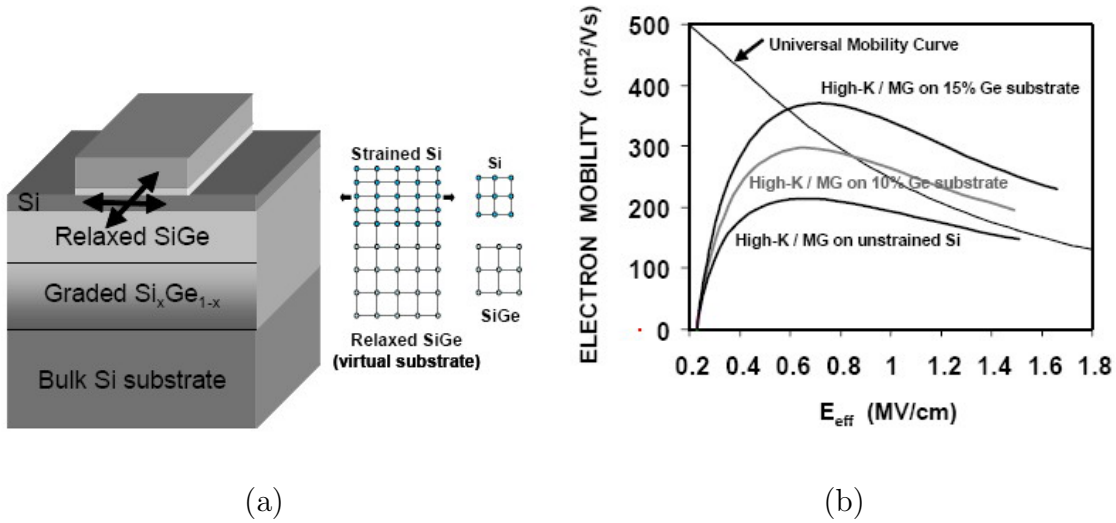 Si
Relaxed SiGe
Graded SiₓGe₁₋ₓ
Bulk Si substrate
Strained Si
Si
SiGe
Relaxed SiGe
(virtual substrate)
(a)
ELECTRON MOBILITY (cm²/Vs)
500
400
300
200
100
0
Universal Mobility Curve
High-K / MG on 15% Ge substrate
High-K / MG on 10% Ge substrate
High-K / MG on unstrained Si
0.2 0.4 0.6 0.8 1 1.2 1.4 1.6 1.8
E_eff (MV/cm)
(b)